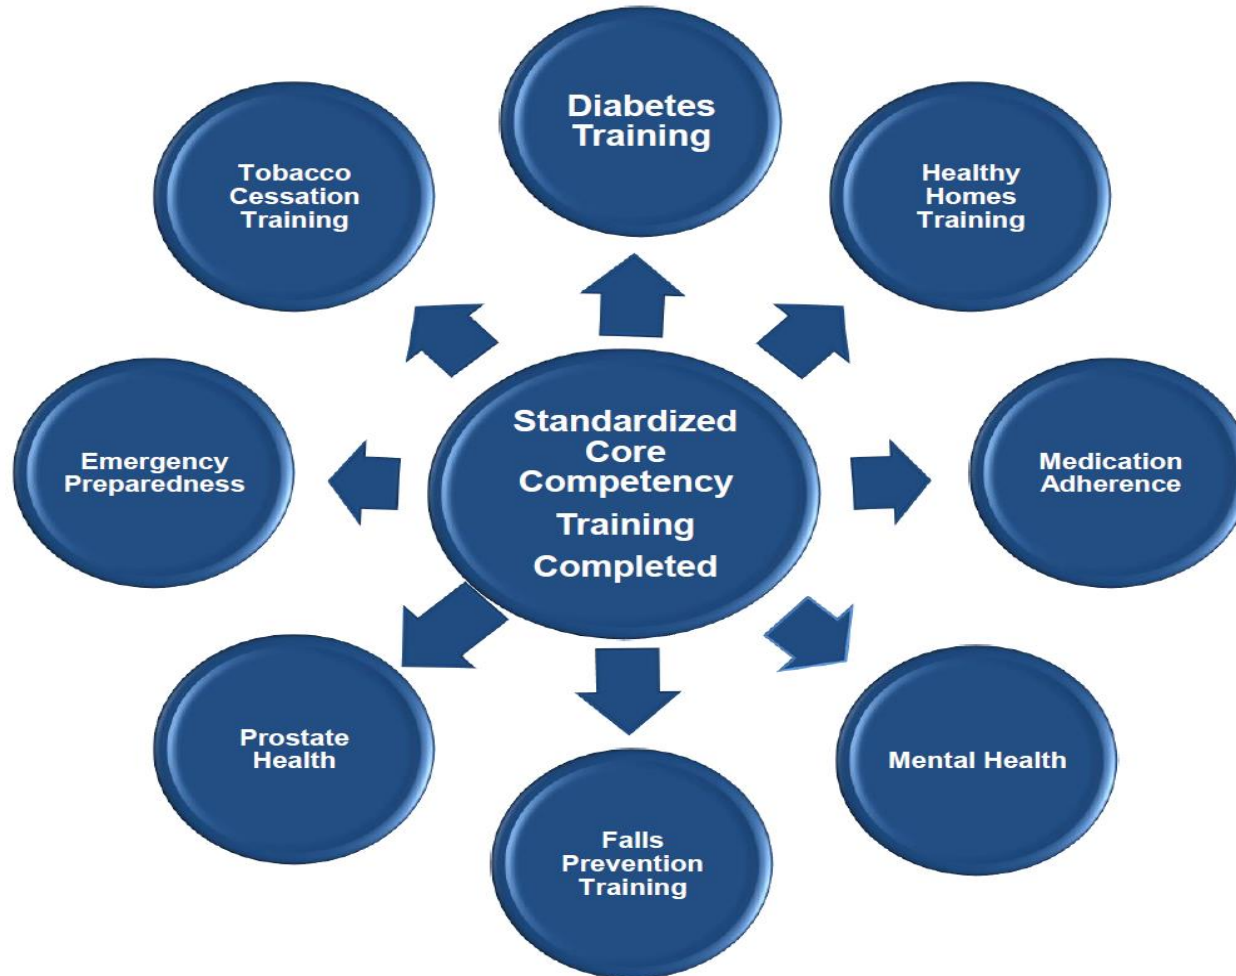 Diabetes
Training
Tobacco
Cessation
Training
Healthy
Homes
Training
Standardized
Core
Competency
Training
Completed
Emergency
Preparedness
Medication
Adherence
Prostate
Health
Mental Health
Falls
Prevention
Training